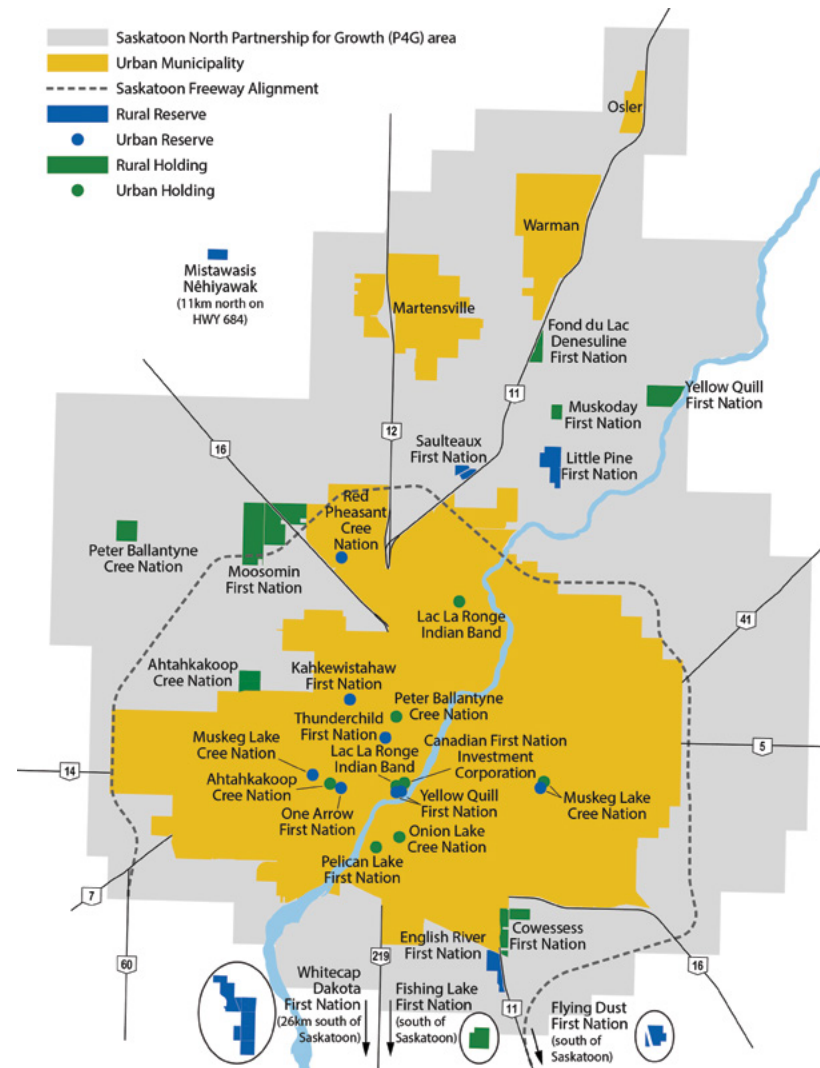 Saskatoon North Partnership for Growth (P4G) area
Urban Municipality
Saskatoon Freeway Alignment
Rural Reserve
Urban Reserve
Rural Holding
Urban Holding
Osler
Warman
Mistawasis
Nêhiyawak
(11km north on
HWY 684)
Martensville
Fond du Lac
Denesuline
First Nation
11
Yellow Quill
First Nation
Muskoday
First Nation
12
16
Saulteaux
First Nation
Little Pine
First Nation
Red
Pheasant
Cree
Nation
Peter Ballantyne
Cree Nation
Moosomin
First Nation
Lac La Ronge
Indian Band
41
Ahtahkakoop
Cree Nation
Kahkewistahaw
First Nation
Peter Ballantyne
Cree Nation
Thunderchild
First Nation
Muskeg Lake
Cree Nation
Lac La Ronge
Indian Band
Canadian First Nation
Investment
Corporation
5
14
Ahtahkakoop
Cree Nation
One Arrow
First Nation
Yellow Quill
First Nation
Muskeg Lake
Cree Nation
Onion Lake
Cree Nation
Pelican Lake
First Nation
7
Cowessess
First Nation
English River
First Nation
60
219
16
11
Whitecap
Dakota
First Nation
(26km south of
Saskatoon)
Fishing Lake
First Nation
(south of
Saskatoon)
Flying Dust
First Nation
(south of
Saskatoon)